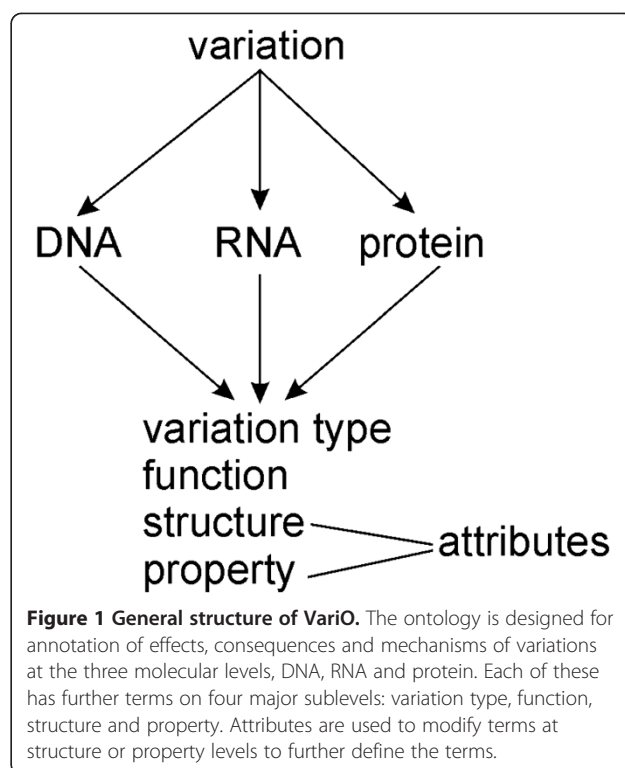 variation
DNA RNA protein
variation type
function
structure
attributes
property
Figure 1 General structure of VariO. The ontology is designed for
annotation of effects, consequences and mechanisms of variations
at the three molecular levels, DNA, RNA and protein. Each of these
has further terms on four major sublevels: variation type, function,
structure and property. Attributes are used to modify terms at
structure or property levels to further define the terms.